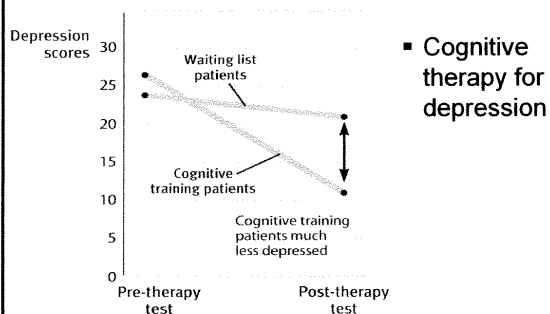 Depression
scores
30
25
20
15
10
5
0
Waiting list
patients
Cognitive
training patients
Cognitive training
patients much
less depressed
Pre-therapy
test
Post-therapy
test
▪ Cognitive
therapy for
depression